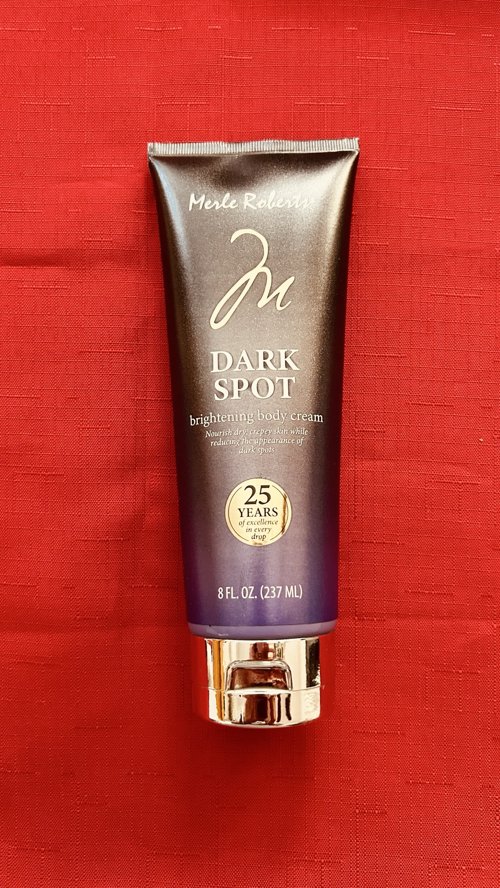 Merle Roberts
M
DARK
SPOT
brightening body cream
Nourish dry, crepey skin while
reducing the appearance of
dark spots
25
YEARS
of excellence
in every
drop
8 FL. OZ. (237 ML)